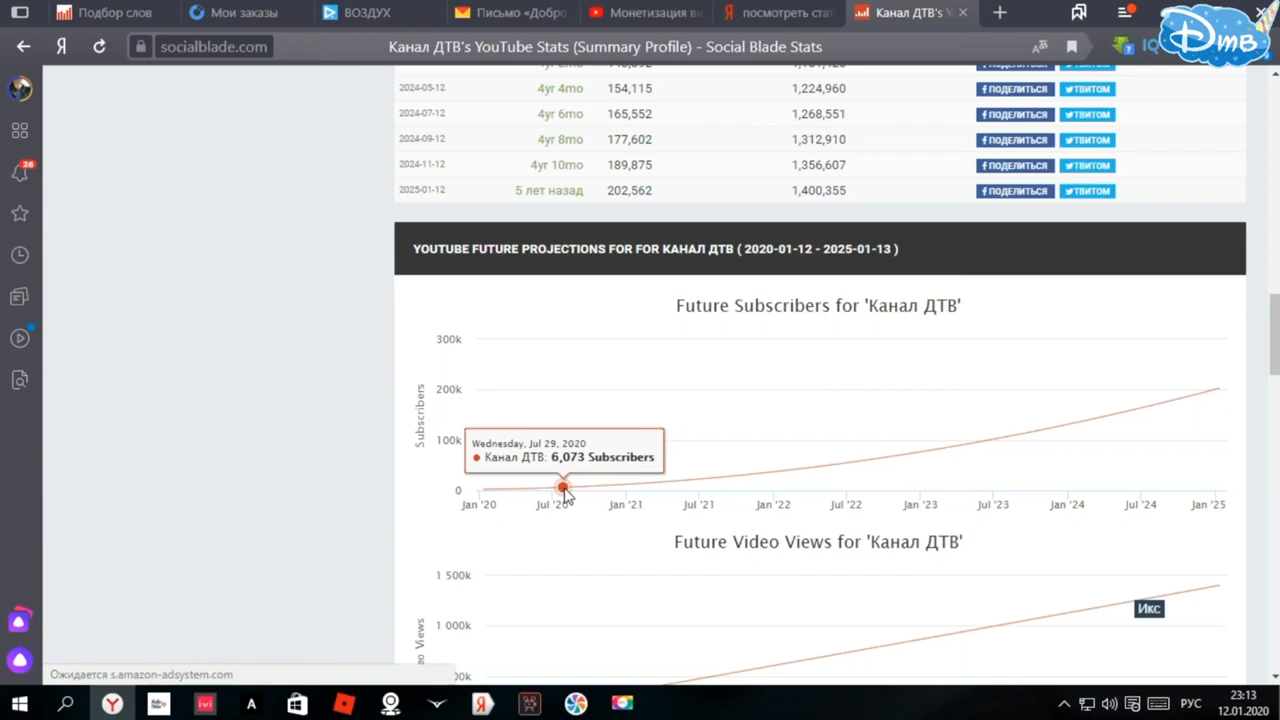 Подбор слов
Мои заказы
ВОЗДУХ
Письмо «Добро
Монетизация ви
посмотреть стат
Канал ДТВ's Y
socialblade.com
Канал ДТВ's YouTube Stats (Summary Profile) - Social Blade Stats
IQ
Дтв
2024-05-12 4yr 4mo 154,115 1,224,960 ПОДЕЛИТЬСЯ ТВИТОМ
2024-07-12 4yr 6mo 165,552 1,268,551 ПОДЕЛИТЬСЯ ТВИТОМ
2024-09-12 4yr 8mo 177,602 1,312,910 ПОДЕЛИТЬСЯ ТВИТОМ
2024-11-12 4yr 10mo 189,875 1,356,607 ПОДЕЛИТЬСЯ ТВИТОМ
2025-01-12 5 лет назад 202,562 1,400,355 ПОДЕЛИТЬСЯ ТВИТОМ
26
YOUTUBE FUTURE PROJECTIONS FOR FOR КАНАЛ ДТВ ( 2020-01-12 - 2025-01-13 )
Future Subscribers for 'Канал ДТВ'
300k
200k
100k
0
Subscribers
Wednesday, Jul 29, 2020
Канал ДТВ: 6,073 Subscribers
Jan '20 Jul '20 Jan '21 Jul '21 Jan '22 Jul '22 Jan '23 Jul '23 Jan '24 Jul '24 Jan '25
Future Video Views for 'Канал ДТВ'
1 500k
1 000k
Views
Икс
Ожидается s.amazon-adsystem.com
РУС
23:13
12.01.2020